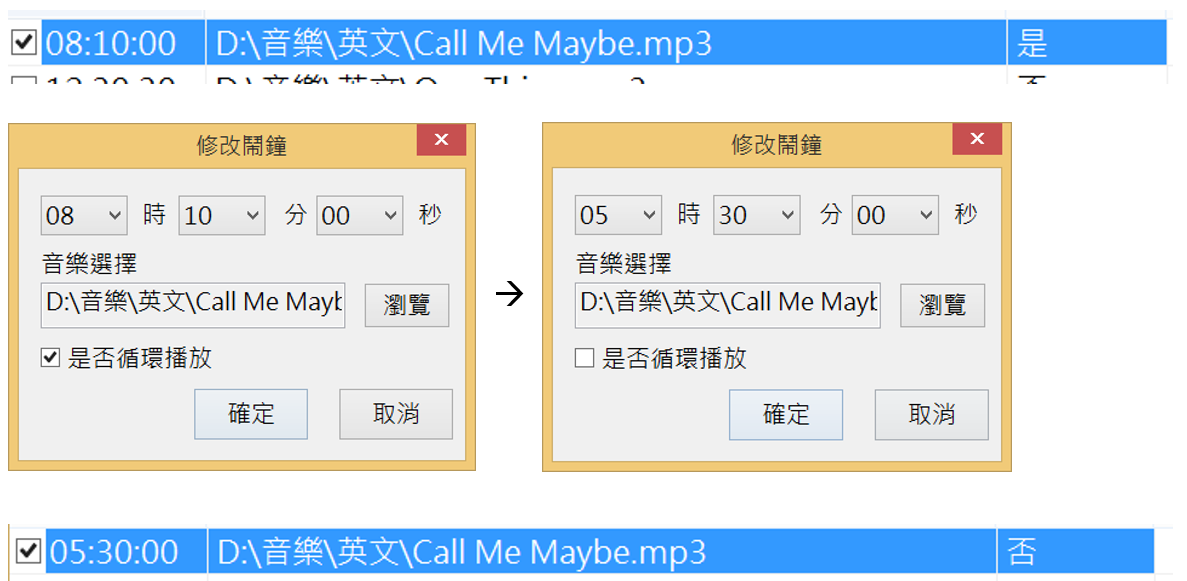 08:10:00 D:\音樂\英文\Call Me Maybe.mp3 是
修改鬧鐘
08 時 10 分 00 秒
音樂選擇
D:\音樂\英文\Call Me Mayb
瀏覽
是否循環播放
確定 取消
→
修改鬧鐘
05 時 30 分 00 秒
音樂選擇
D:\音樂\英文\Call Me Mayb
瀏覽
是否循環播放
確定 取消
05:30:00 D:\音樂\英文\Call Me Maybe.mp3 否